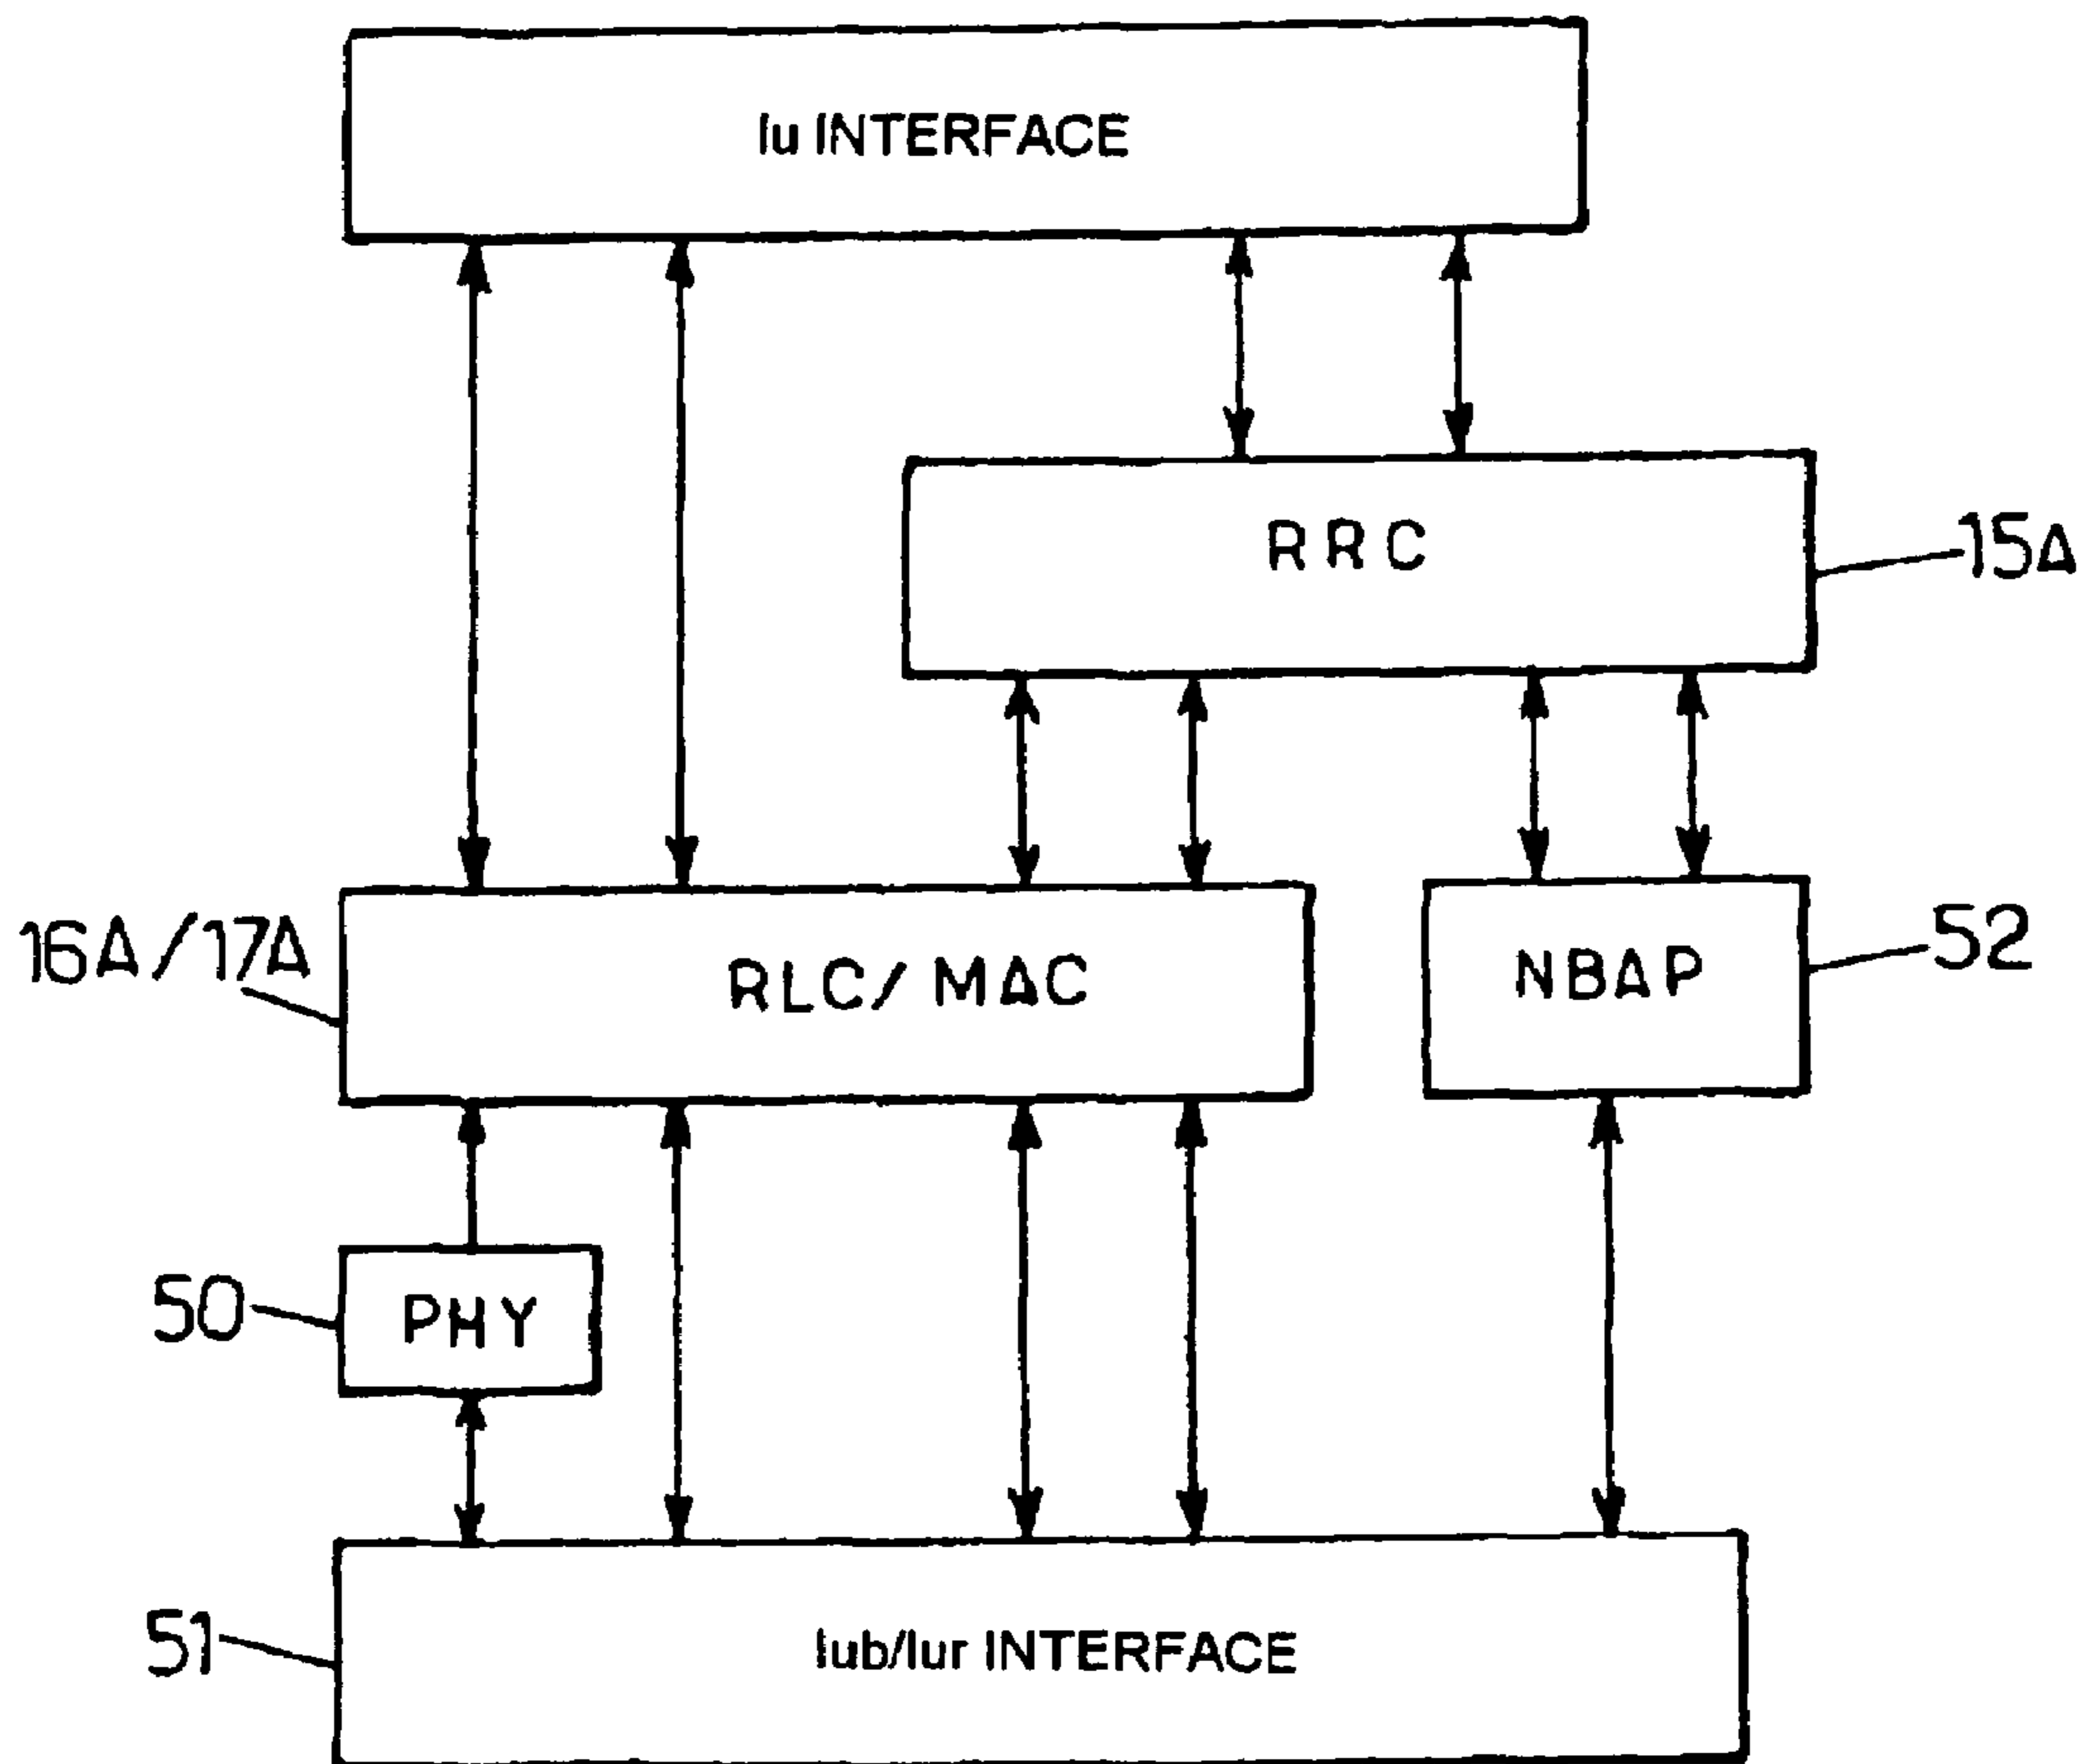 Iu INTERFACE
RRC
15A
16A/17A
RLC/MAC
NBAP
52
50
PHY
51
Iub/Iur INTERFACE